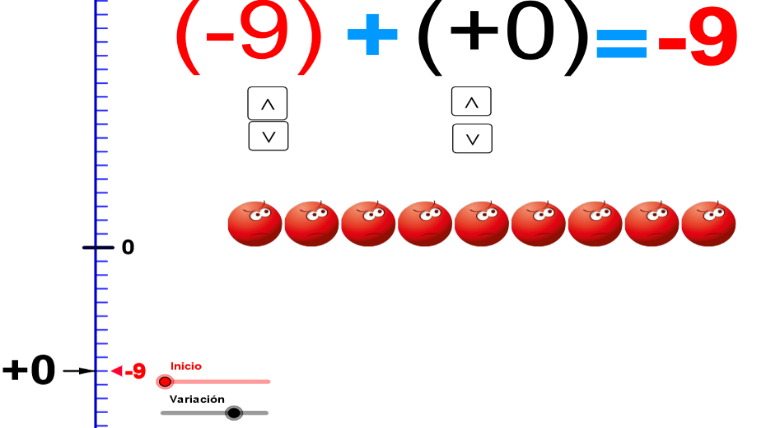 (-9) + (+0) = -9
0
+0 -9
Inicio
Variación